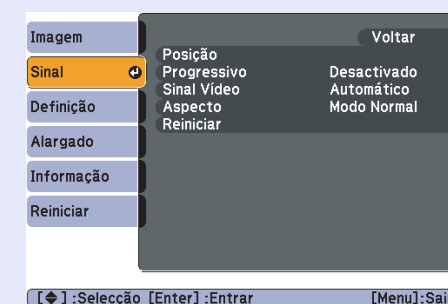 Voltar
Imagem
Sinal
Definição
Alargado
Informação
Reiniciar
Posição
Progressivo Desactivado
Sinal Vídeo Automático
Aspecto Modo Normal
Reiniciar
[ ] :Selecção [Enter] :Entrar [Menu]:Sai